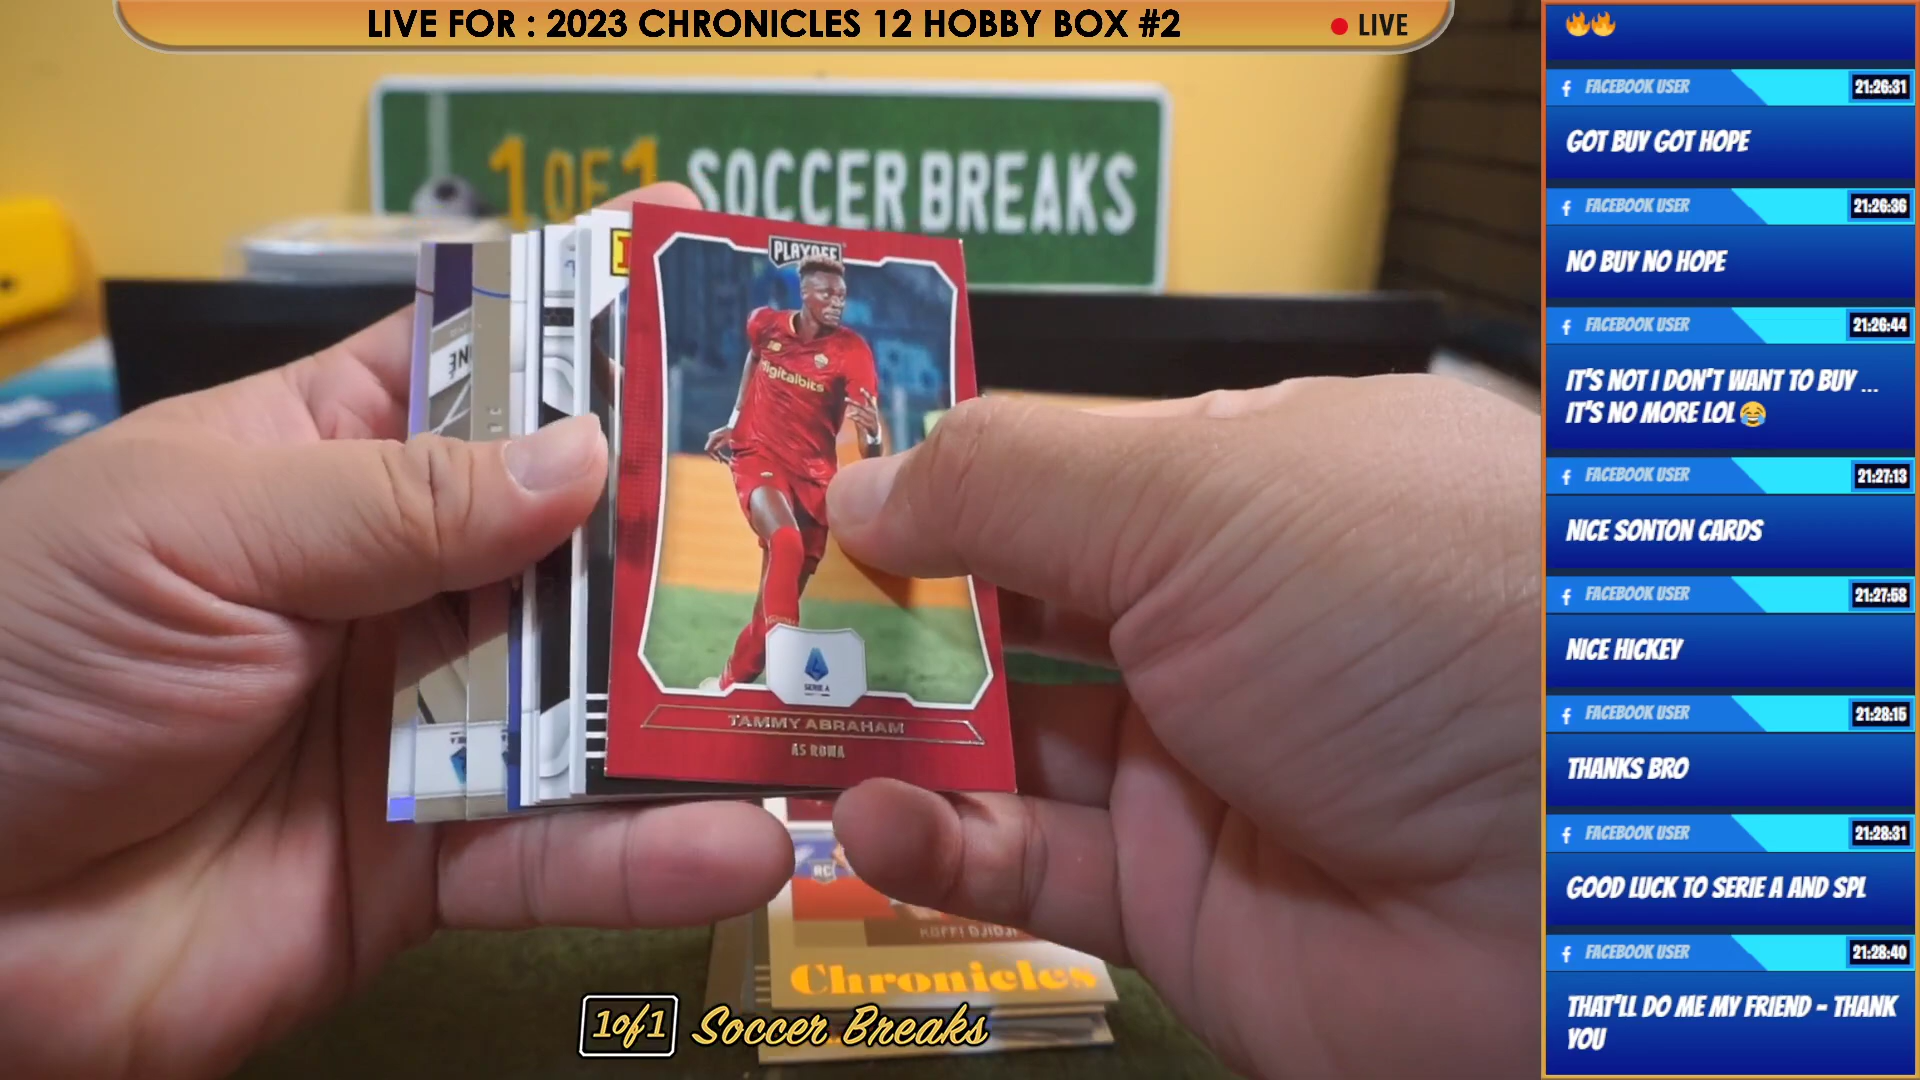 LIVE FOR : 2023 CHRONICLES 12 HOBBY BOX #2
LIVE
1 OF 1 SOCCER BREAKS
PLAYOFF
digitalbits
SERIE A
TAMMY ABRAHAM
AS ROMA
RC
KOFFI DJIDJI
Chronicles
1of1 Soccer Breaks
FACEBOOK USER
21:26:31
GOT BUY GOT HOPE
FACEBOOK USER
21:26:36
NO BUY NO HOPE
FACEBOOK USER
21:26:44
IT'S NOT I DON'T WANT TO BUY ...
IT'S NO MORE LOL
FACEBOOK USER
21:27:13
NICE SONTON CARDS
FACEBOOK USER
21:27:58
NICE HICKEY
FACEBOOK USER
21:28:15
THANKS BRO
FACEBOOK USER
21:28:31
GOOD LUCK TO SERIE A AND SPL
FACEBOOK USER
21:28:40
THAT'LL DO ME MY FRIEND - THANK
YOU